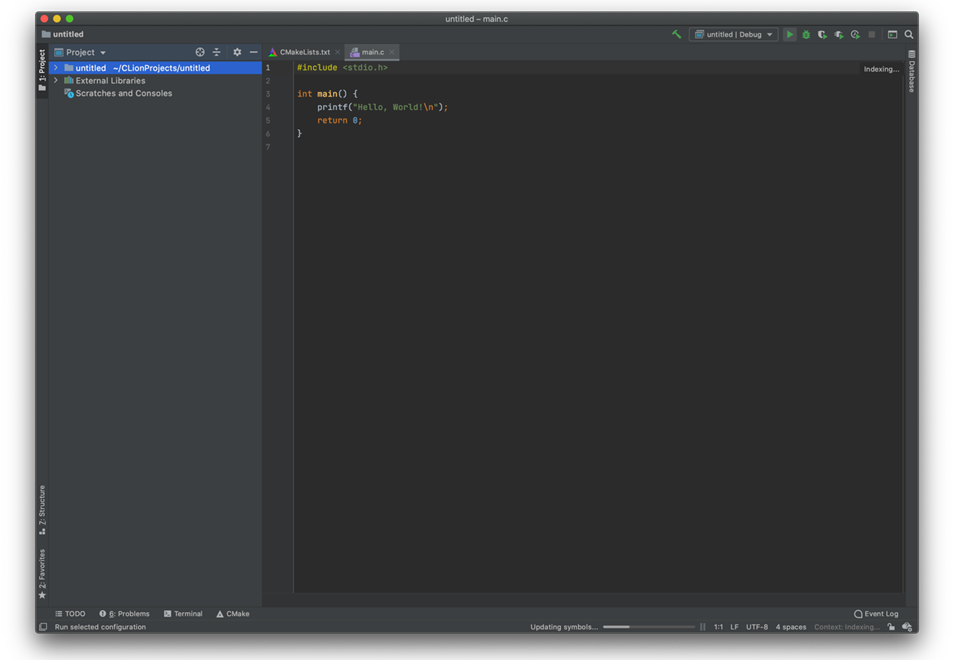 untitled – main.c
untitled
untitled | Debug
1: Project
Project
CMakeLists.txt
main.c
untitled ~/CLionProjects/untitled
External Libraries
Scratches and Consoles
1 #include <stdio.h>
2
3 int main() {
4 printf("Hello, World!\n");
5 return 0;
6 }
7
Indexing...
Database
Z: Structure
2: Favorites
TODO
6: Problems
Terminal
CMake
Event Log
Run selected configuration
Updating symbols...
1:1
LF
UTF-8
4 spaces
Context: Indexing...